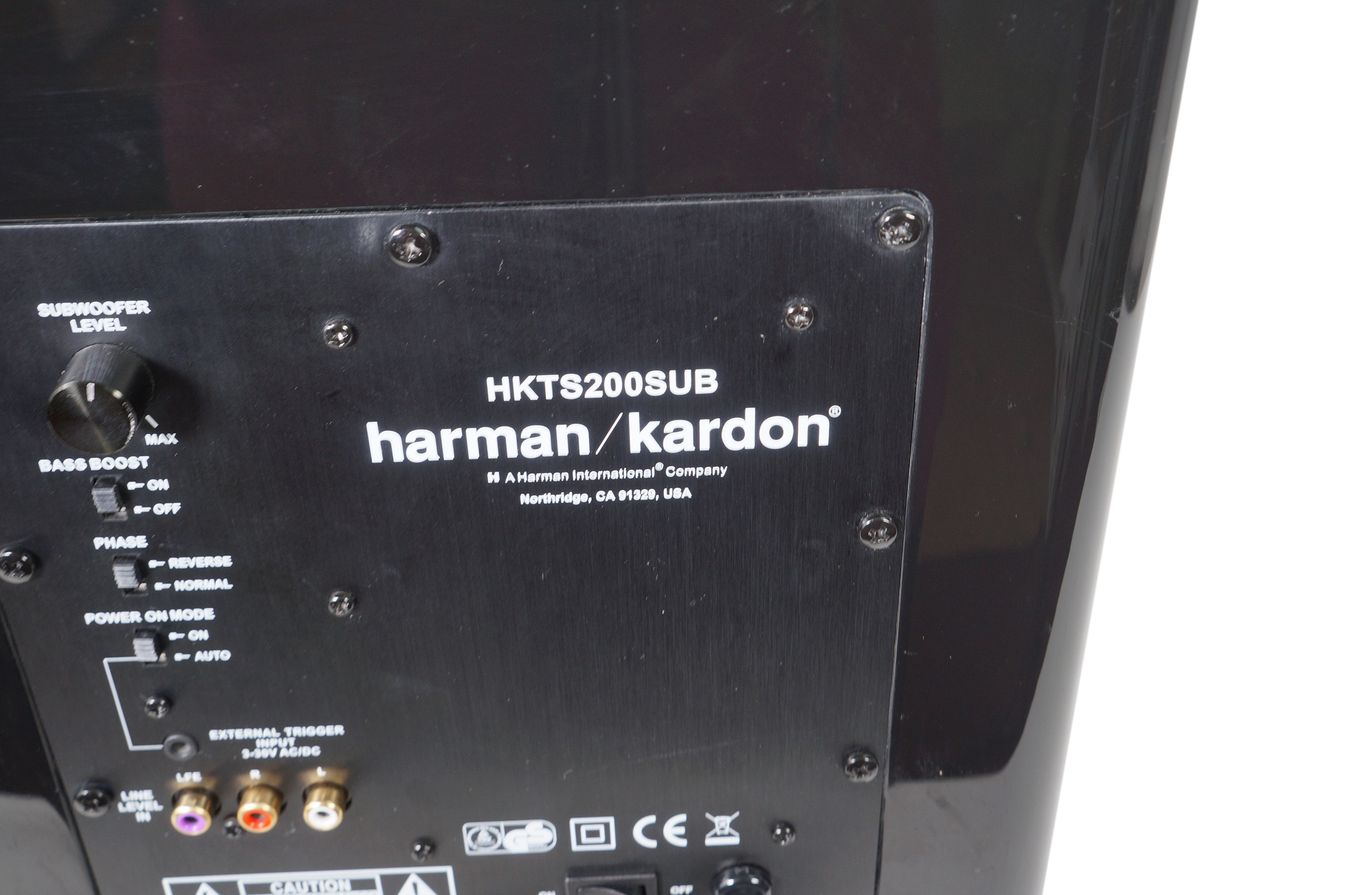 SUBWOOFER
LEVEL
MAX
BASS BOOST
ON
OFF
PHASE
REVERSE
NORMAL
POWER ON MODE
ON
AUTO
EXTERNAL TRIGGER
INPUT
3-30V AC/DC
LFE R L
LINE
LEVEL
IN
HKTS200SUB
harman/kardon®
H A Harman International® Company
Northridge, CA 91329, USA
CE
CAUTION
ON
OFF